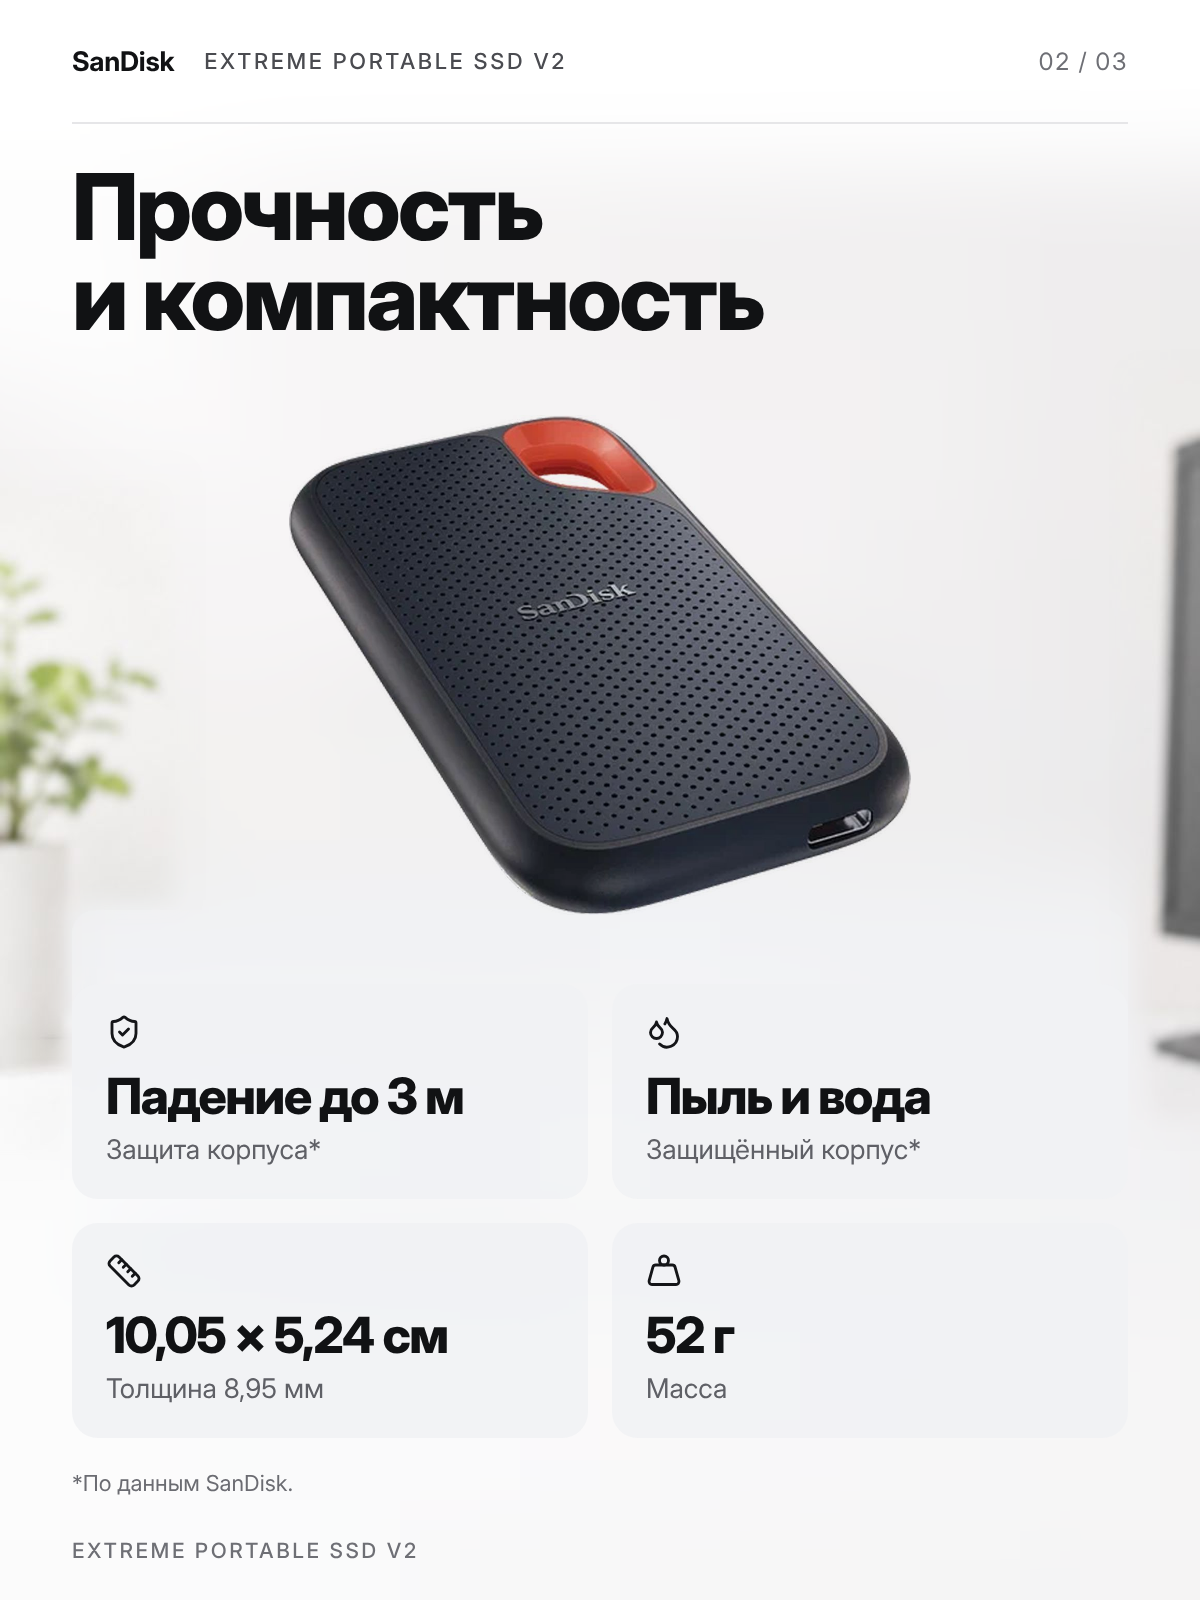 SanDisk EXTREME PORTABLE SSD V2 02 / 03
Прочность
и компактность
SanDisk
Падение до 3 м
Защита корпуса*
Пыль и вода
Защищённый корпус*
10,05 × 5,24 см
Толщина 8,95 мм
52 г
Масса
*По данным SanDisk.
EXTREME PORTABLE SSD V2